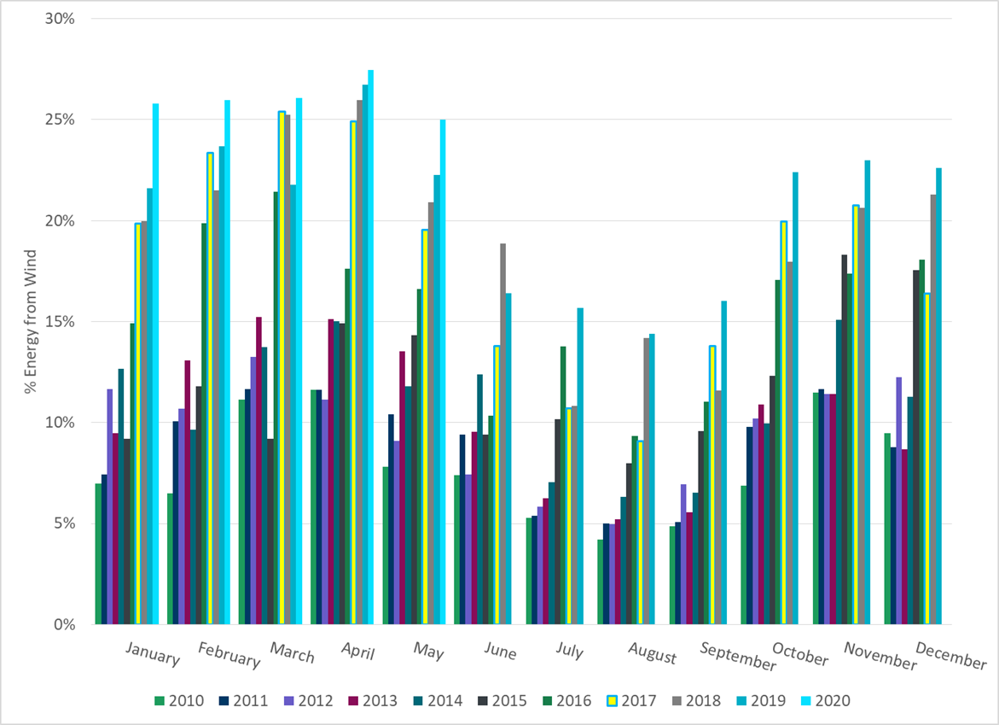 30%
25%
20%
15%
10%
5%
0%
% Energy from Wind
January February March April May June July August September October November December
2010 2011 2012 2013 2014 2015 2016 2017 2018 2019 2020